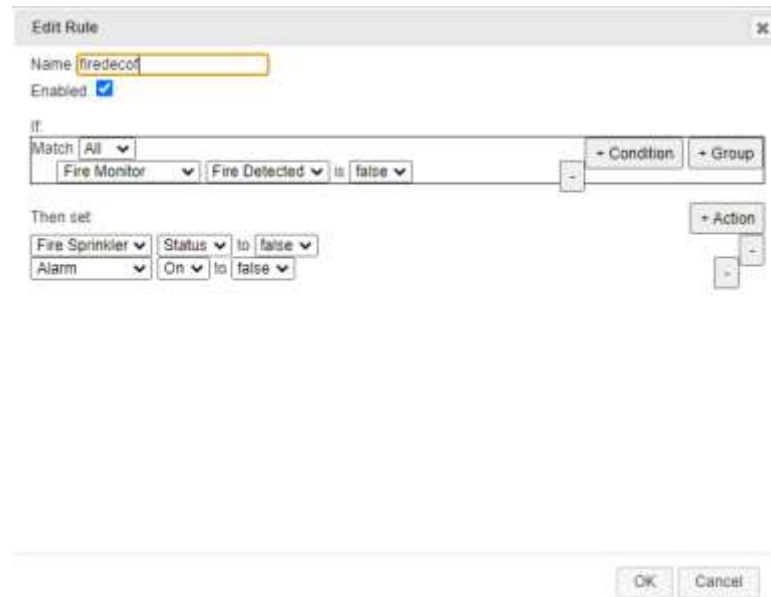 Edit Rule
Name firedecof
Enabled
If:
Match All + Condition + Group
Fire Monitor Fire Detected is false -
Then set: + Action
Fire Sprinkler Status to false -
Alarm On to false -
OK Cancel